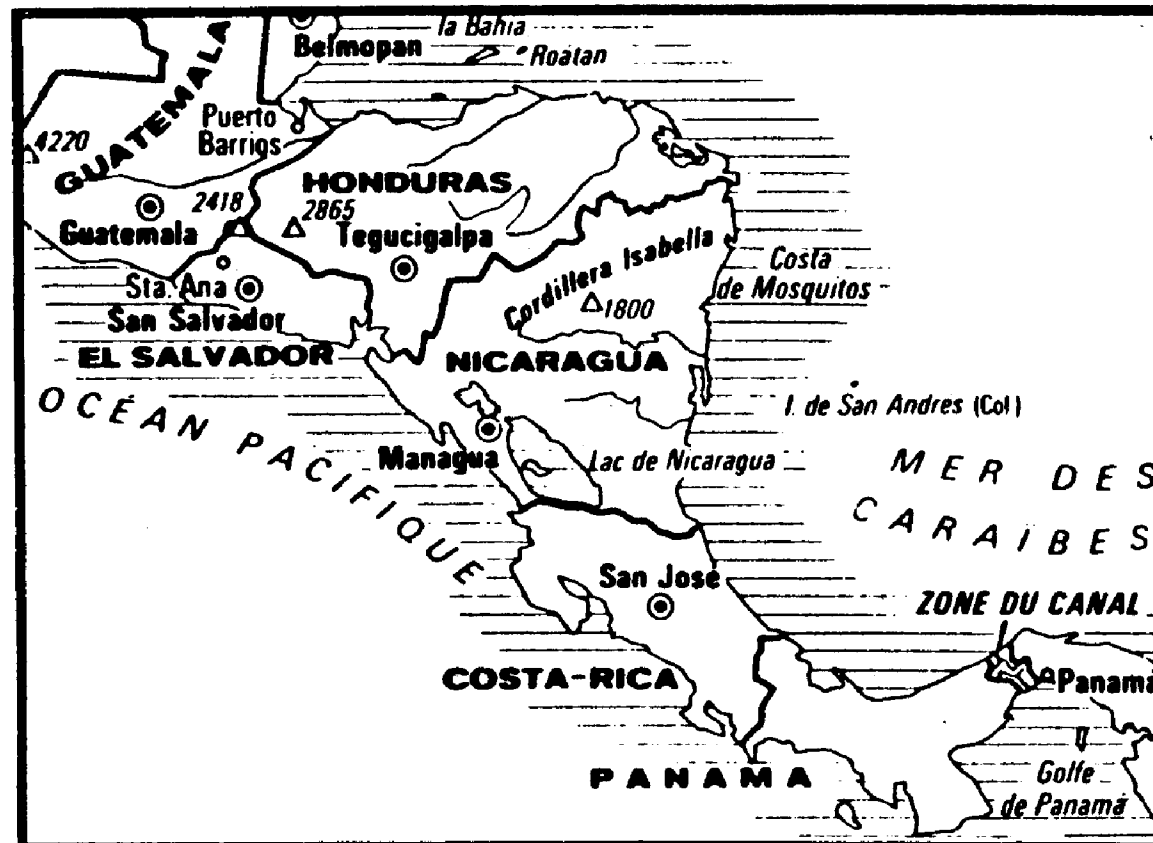 la Bahia
Belmopan
Roatan
GUATEMALA
Puerto
Barrios
4220
HONDURAS
2418
2865
Guatemala
Tegucigalpa
Cordillera Isabella
Costa
de Mosquitos
Sta. Ana
1800
San Salvador
EL SALVADOR
NICARAGUA
OCÉAN PACIFIQUE
I. de San Andres (Col)
Managua
Lac de Nicaragua
MER DES
CARAIBES
San José
ZONE DU CANAL
COSTA-RICA
Panamá
PANAMA
Golfe
de Panamá